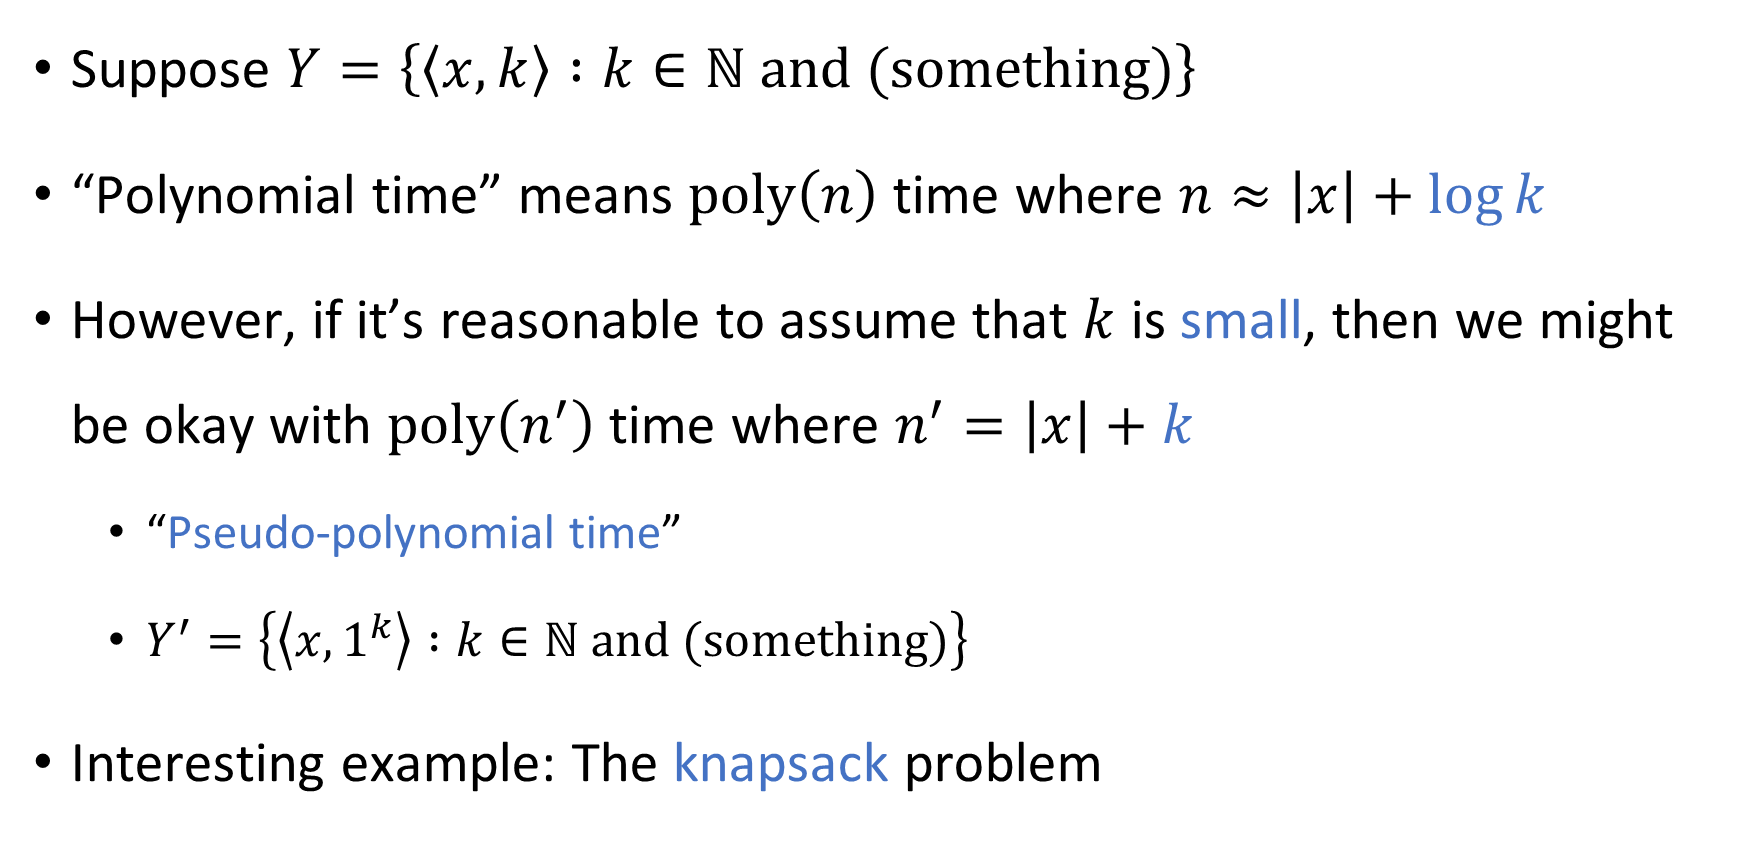 • Suppose Y = {⟨x, k⟩ : k ∈ ℕ and (something)}
• “Polynomial time” means poly(n) time where n ≈ |x| + log k
• However, if it’s reasonable to assume that k is small, then we might
be okay with poly(n′) time where n′ = |x| + k
• “Pseudo-polynomial time”
• Y′ = {⟨x, 1ᵏ⟩ : k ∈ ℕ and (something)}
• Interesting example: The knapsack problem